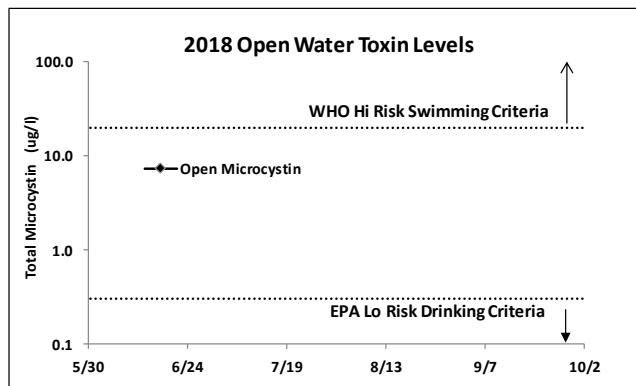 2018 Open Water Toxin Levels
100.0
10.0
1.0
0.1
Total Microcystin (ug/l)
WHO Hi Risk Swimming Criteria
Open Microcystin
EPA Lo Risk Drinking Criteria
5/30 6/24 7/19 8/13 9/7 10/2